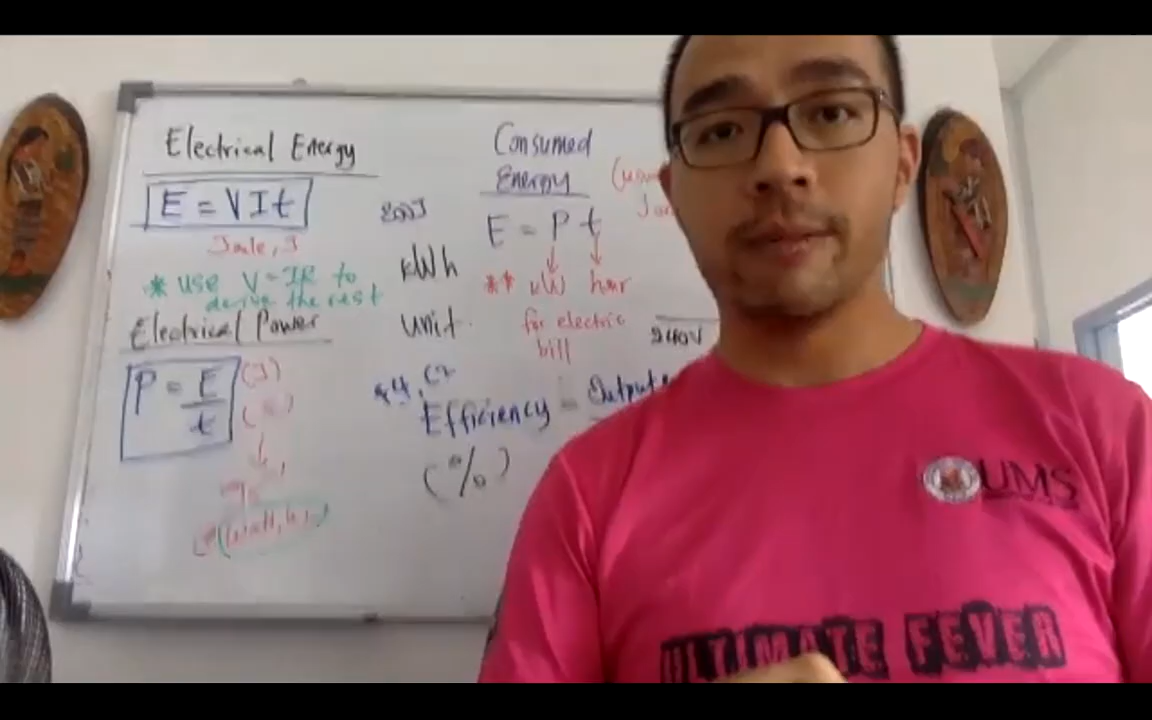 Electrical Energy
E = VIt
Joule, J
* use V = IR to
derive the rest
Electrical Power
P = E/t
(J)
(s)
200J
kWh
unit.
Consumed
Energy
E = P t
** kW hour
for electric
bill
240V
Efficiency = Output
(%)
UMS
ULTIMATE FEVER